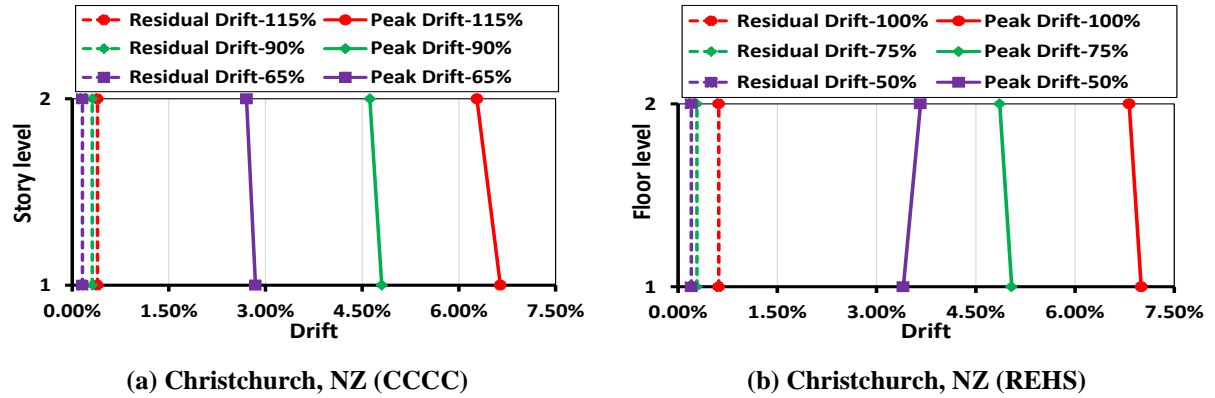 Residual Drift-115% Peak Drift-115%
Residual Drift-90% Peak Drift-90%
Residual Drift-65% Peak Drift-65%
2
Story level
1
0.00% 1.50% 3.00% 4.50% 6.00% 7.50%
Drift
(a) Christchurch, NZ (CCCC)
Residual Drift-100% Peak Drift-100%
Residual Drift-75% Peak Drift-75%
Residual Drift-50% Peak Drift-50%
2
Floor level
1
0.00% 1.50% 3.00% 4.50% 6.00% 7.50%
Drift
(b) Christchurch, NZ (REHS)